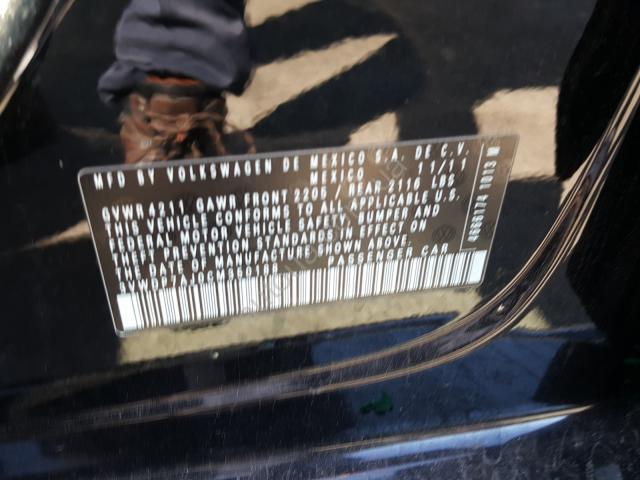 MFD BY VOLKSWAGEN DE MEXICO S.A. DE C.V.
MEXICO 11/11
GVWR 4211 GAWR FRONT 2205 / REAR 2116 LBS
THIS VEHICLE CONFORMS TO ALL APPLICABLE U.S.
FEDERAL MOTOR VEHICLE SAFETY, BUMPER AND
THEFT PREVENTION STANDARDS IN EFFECT ON
THE DATE OF MANUFACTURE SHOWN ABOVE.
PASSENGER CAR
1013 M